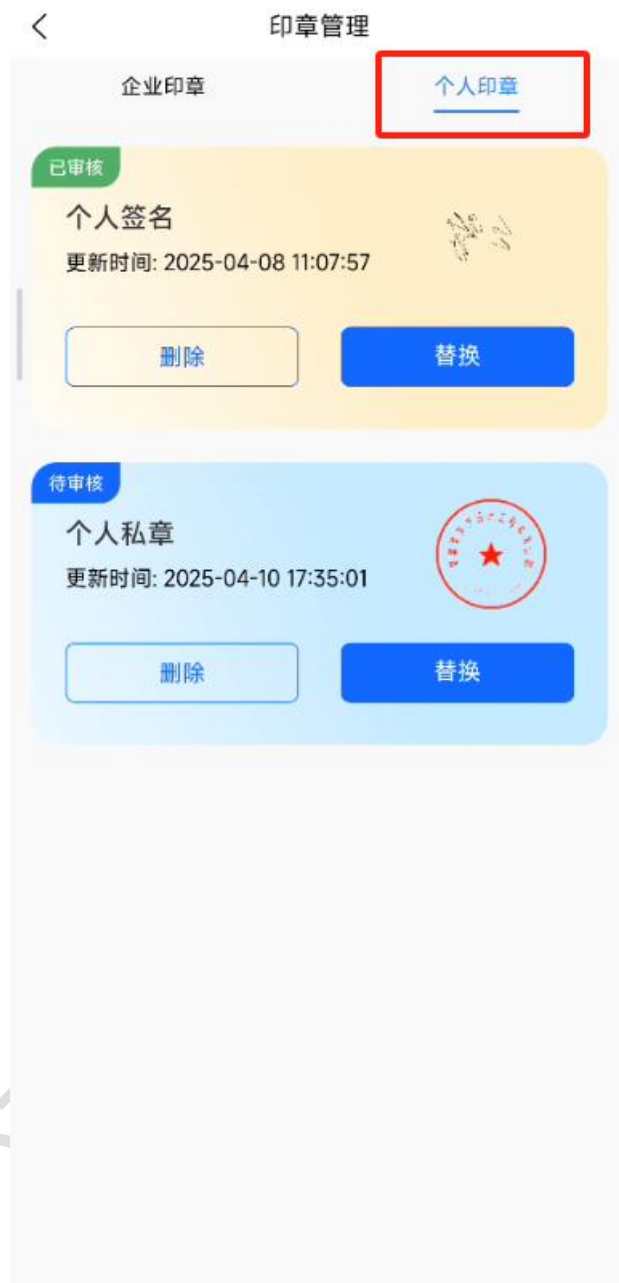 印章管理
企业印章
个人印章
已审核
个人签名
更新时间: 2025-04-08 11:07:57
删除
替换
待审核
个人私章
更新时间: 2025-04-10 17:35:01
删除
替换